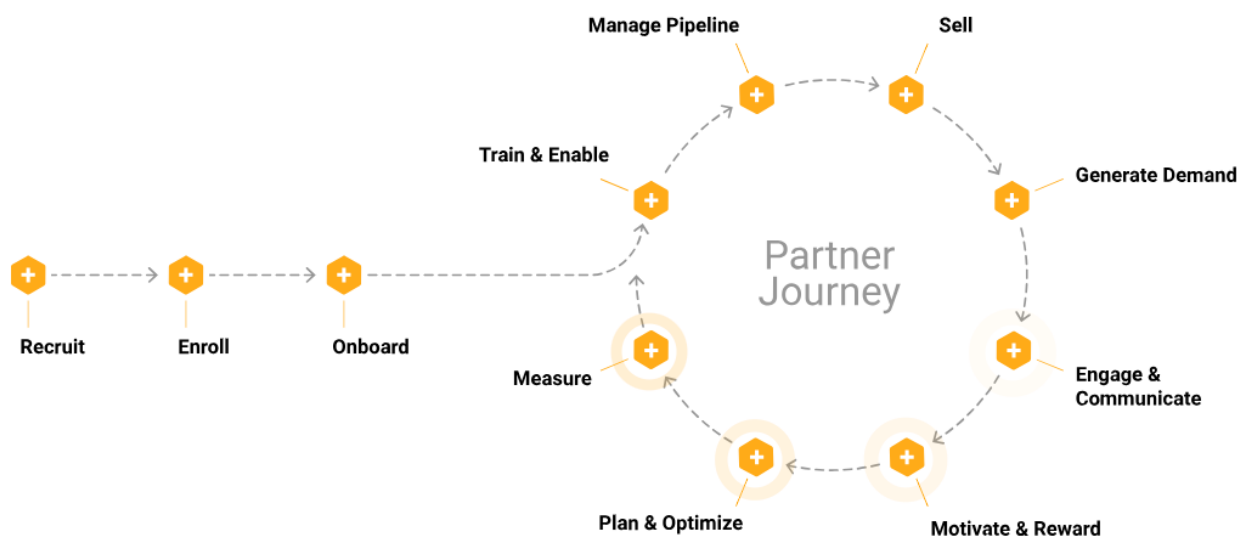 Manage Pipeline
Sell
Train & Enable
Generate Demand
Partner
Journey
Recruit
Enroll
Onboard
Measure
Engage &
Communicate
Plan & Optimize
Motivate & Reward